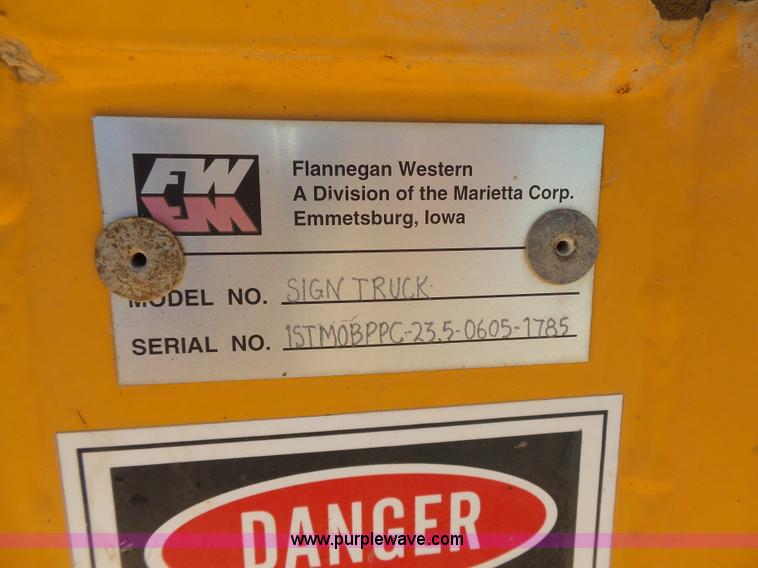 FW
Flannegan Western
A Division of the Marietta Corp.
Emmetsburg, Iowa
MODEL NO. SIGN TRUCK
SERIAL NO. 1STMOBPPC-23.5-0605-1785
DANGER
www.purplewave.com